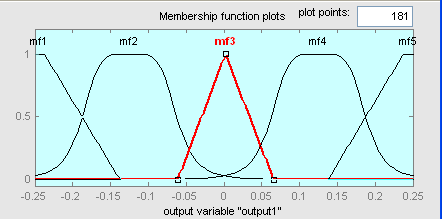 Membership function plots plot points: 181
mf1 mf2 mf3 mf4 mf5
1
0.5
0
-0.25 -0.2 -0.15 -0.1 -0.05 0 0.05 0.1 0.15 0.2 0.25
output variable "output1"